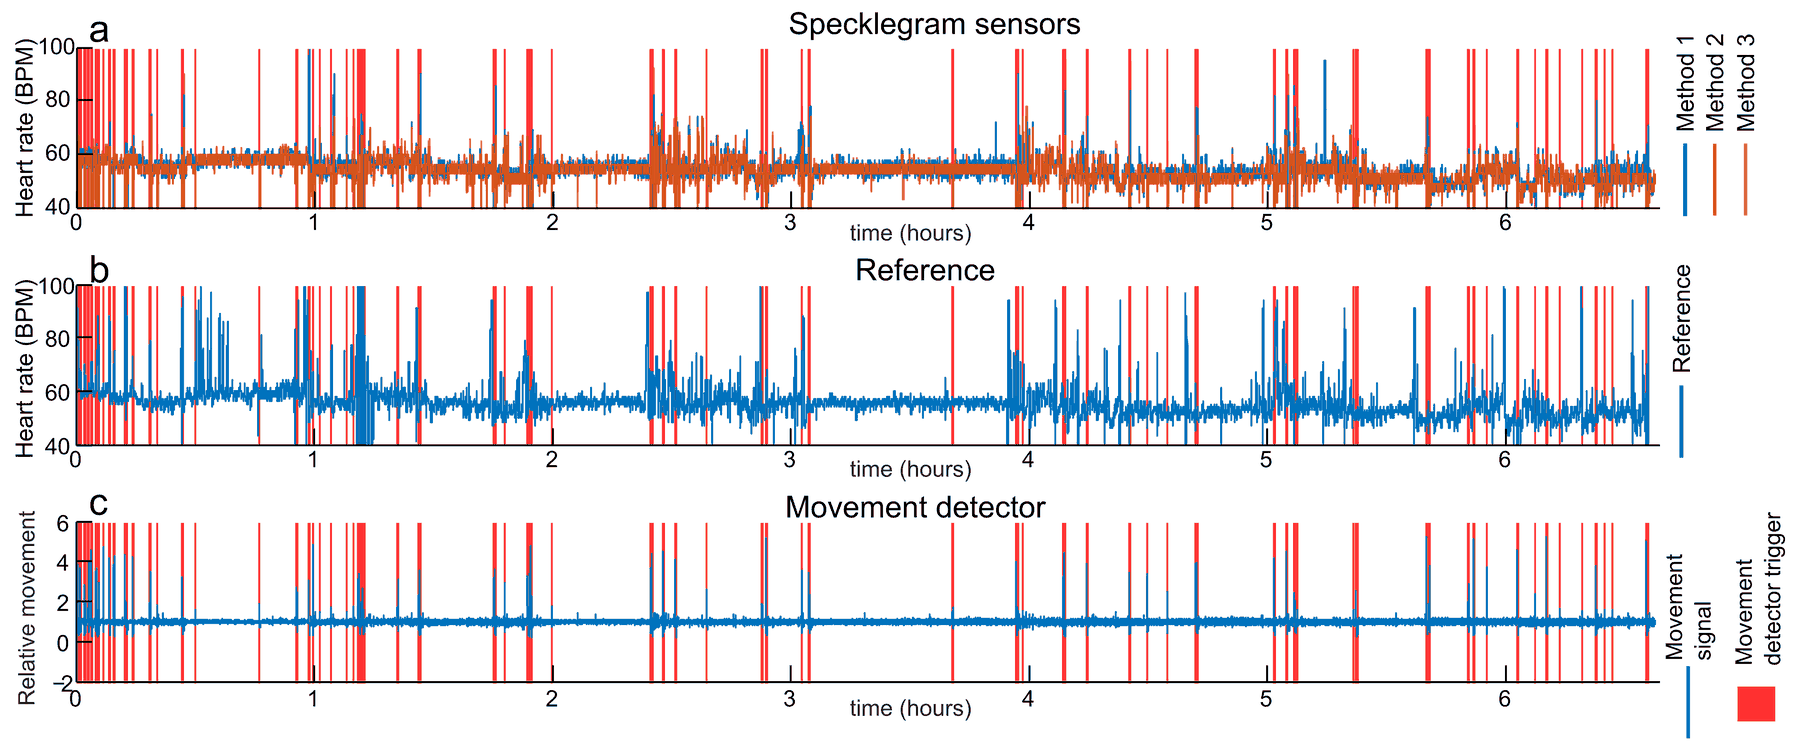 a
Specklegram sensors
Heart rate (BPM)
100
80
60
40
0
1
2
3
4
5
6
time (hours)
Method 1
Method 2
Method 3
b
Reference
Heart rate (BPM)
100
80
60
40
0
1
2
3
4
5
6
time (hours)
Reference
c
Movement detector
Relative movement
6
4
2
0
−2
0
1
2
3
4
5
6
time (hours)
Movement
signal
Movement
detector trigger